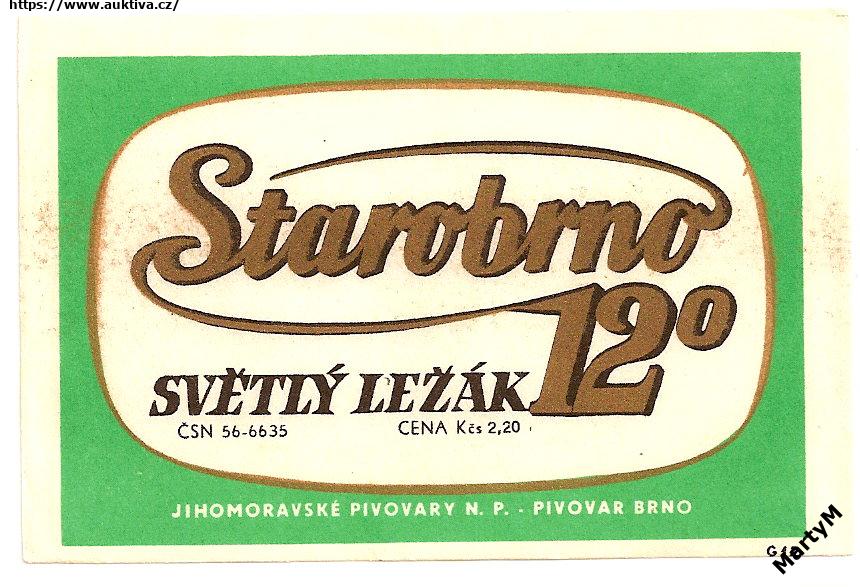 https://www.auktiva.cz/
Starobrno
12°
SVĚTLÝ LEŽÁK
ČSN 56-6635 CENA Kčs 2,20
JIHOMORAVSKÉ PIVOVARY N. P. - PIVOVAR BRNO
MartyM